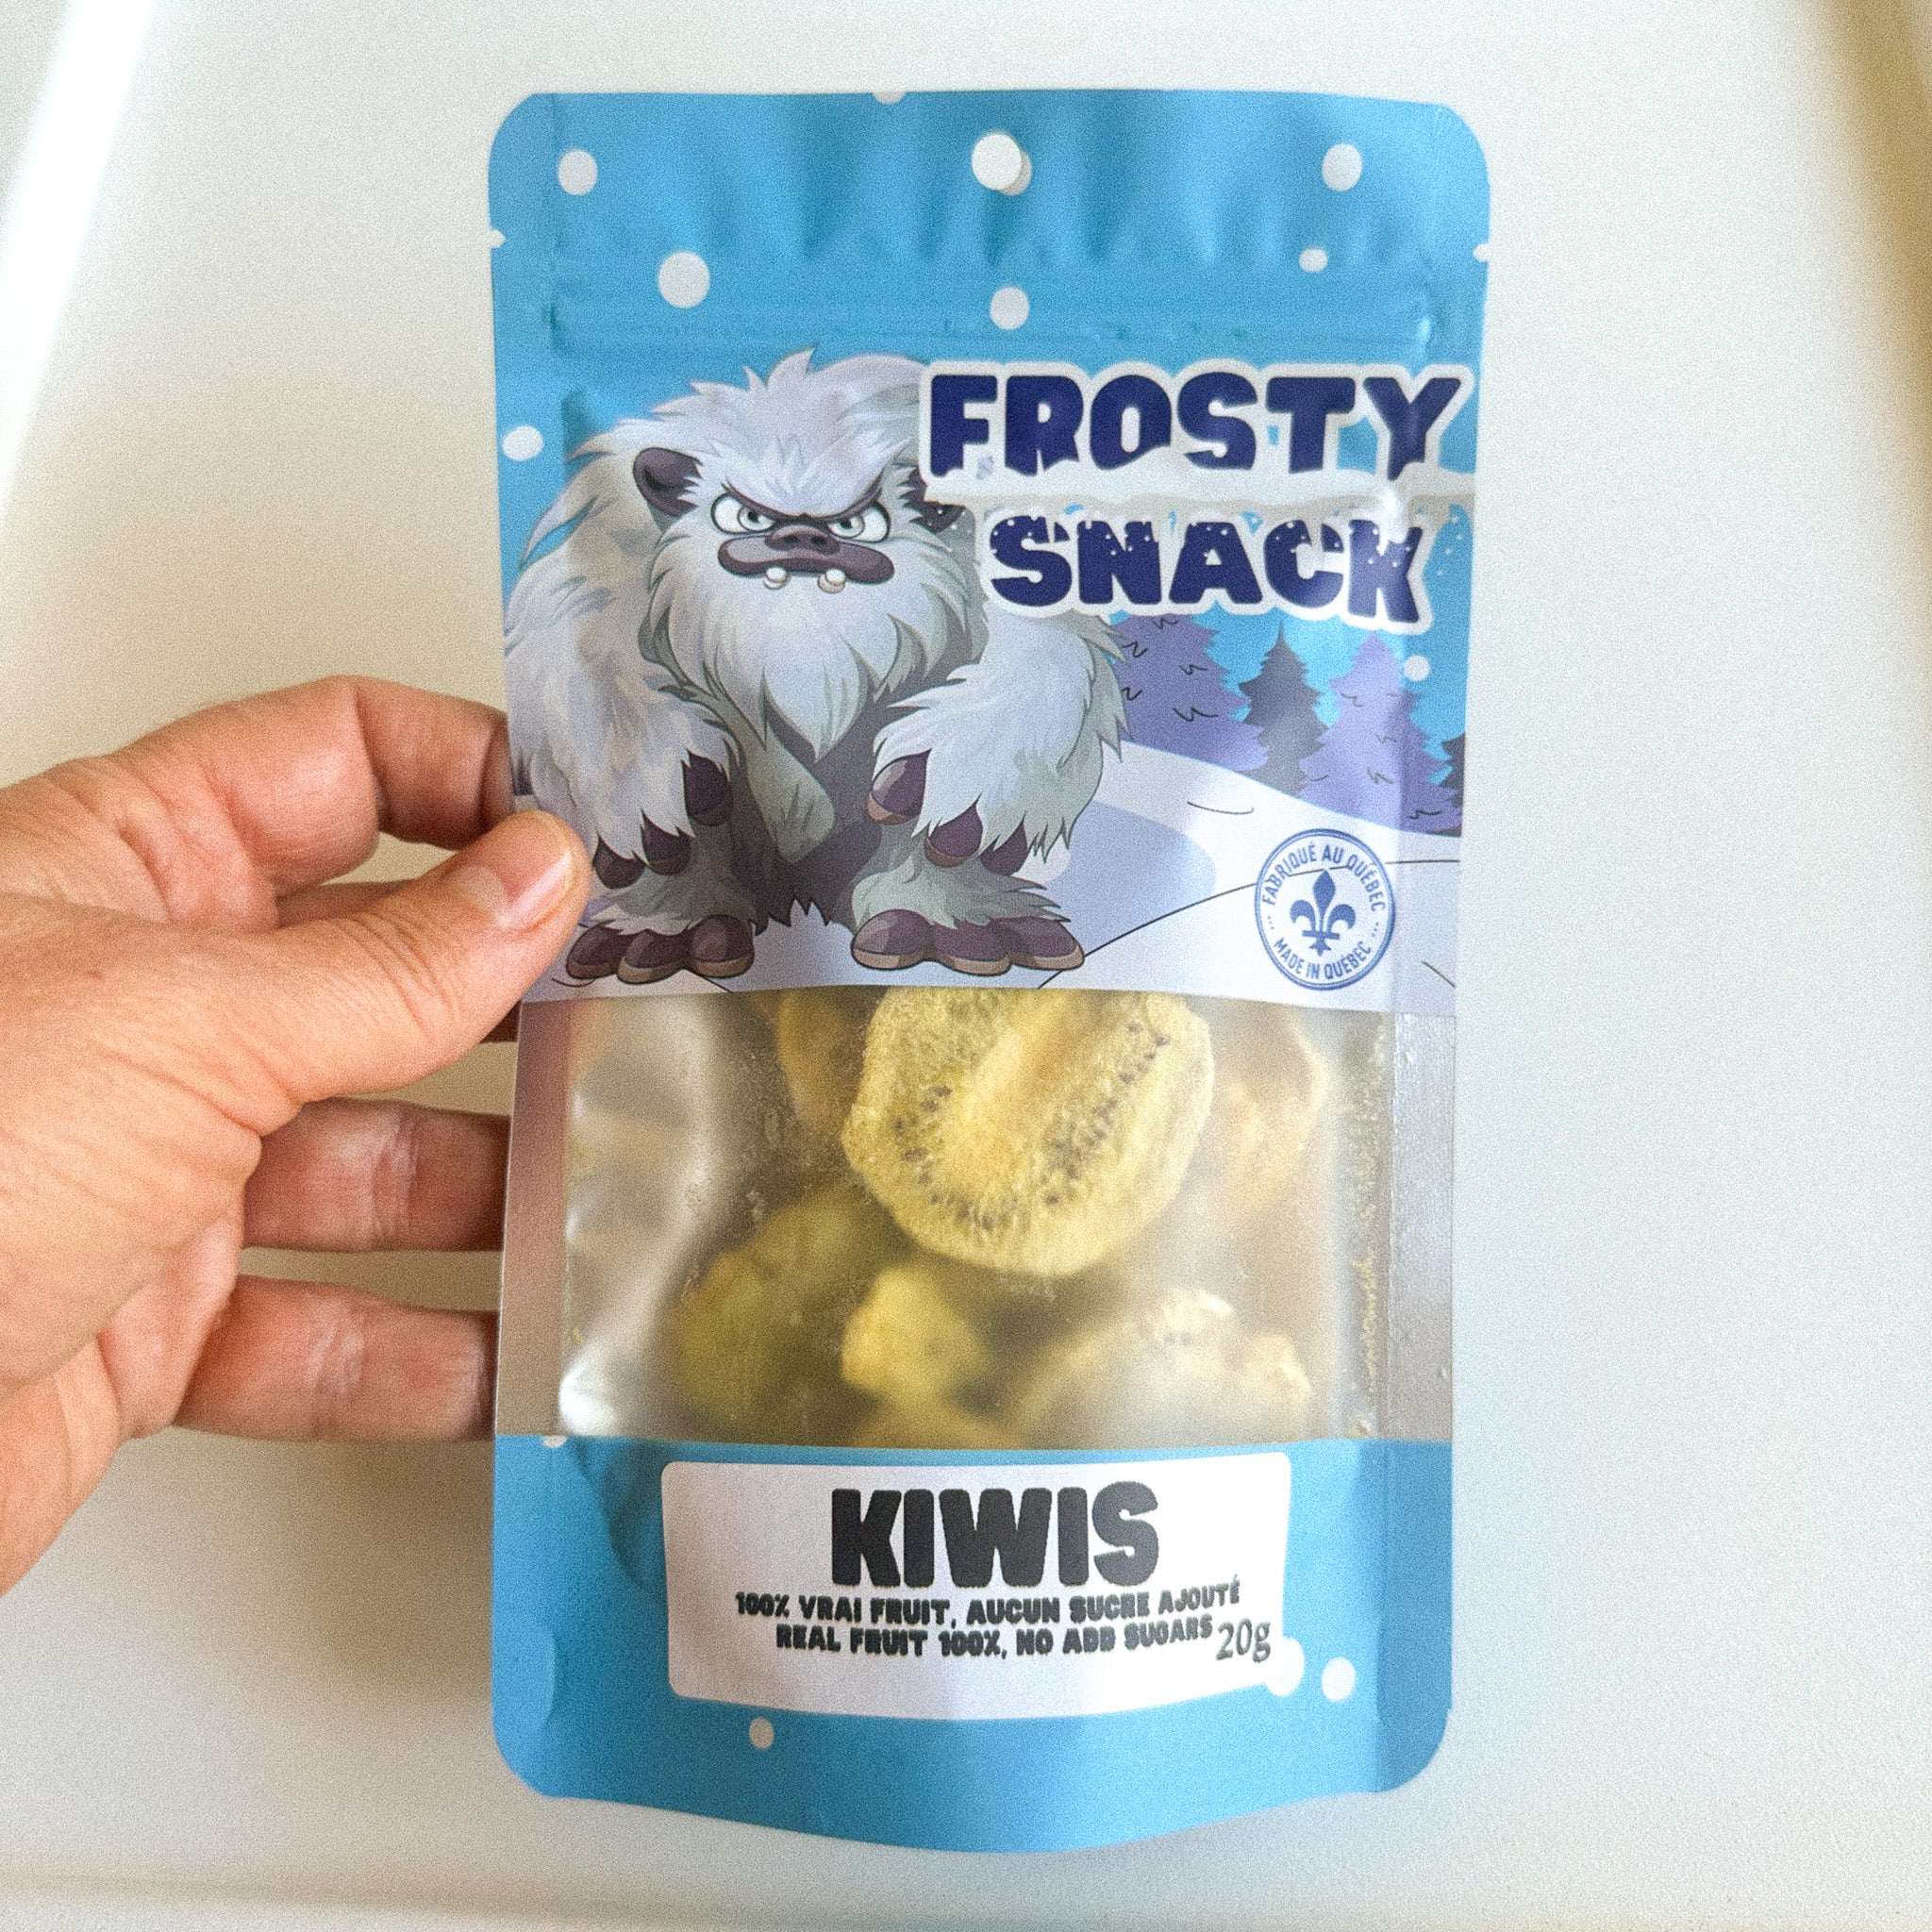 FROSTY
SNACK
FABRIQUÉ AU QUÉBEC
MADE IN QUÉBEC
KIWIS
100% VRAI FRUIT, AUCUN SUCRE AJOUTÉ
REAL FRUIT 100%, NO ADD SUGARS
20g